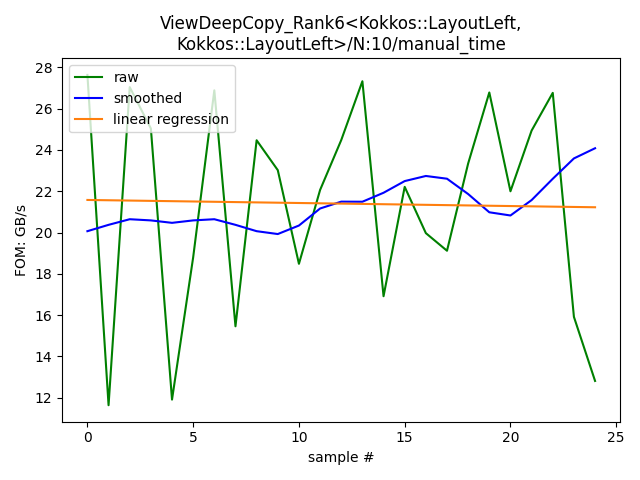 ViewDeepCopy_Rank6<Kokkos::LayoutLeft,
Kokkos::LayoutLeft>/N:10/manual_time
raw
smoothed
linear regression
FOM: GB/s
28
26
24
22
20
18
16
14
12
0 5 10 15 20 25
sample #